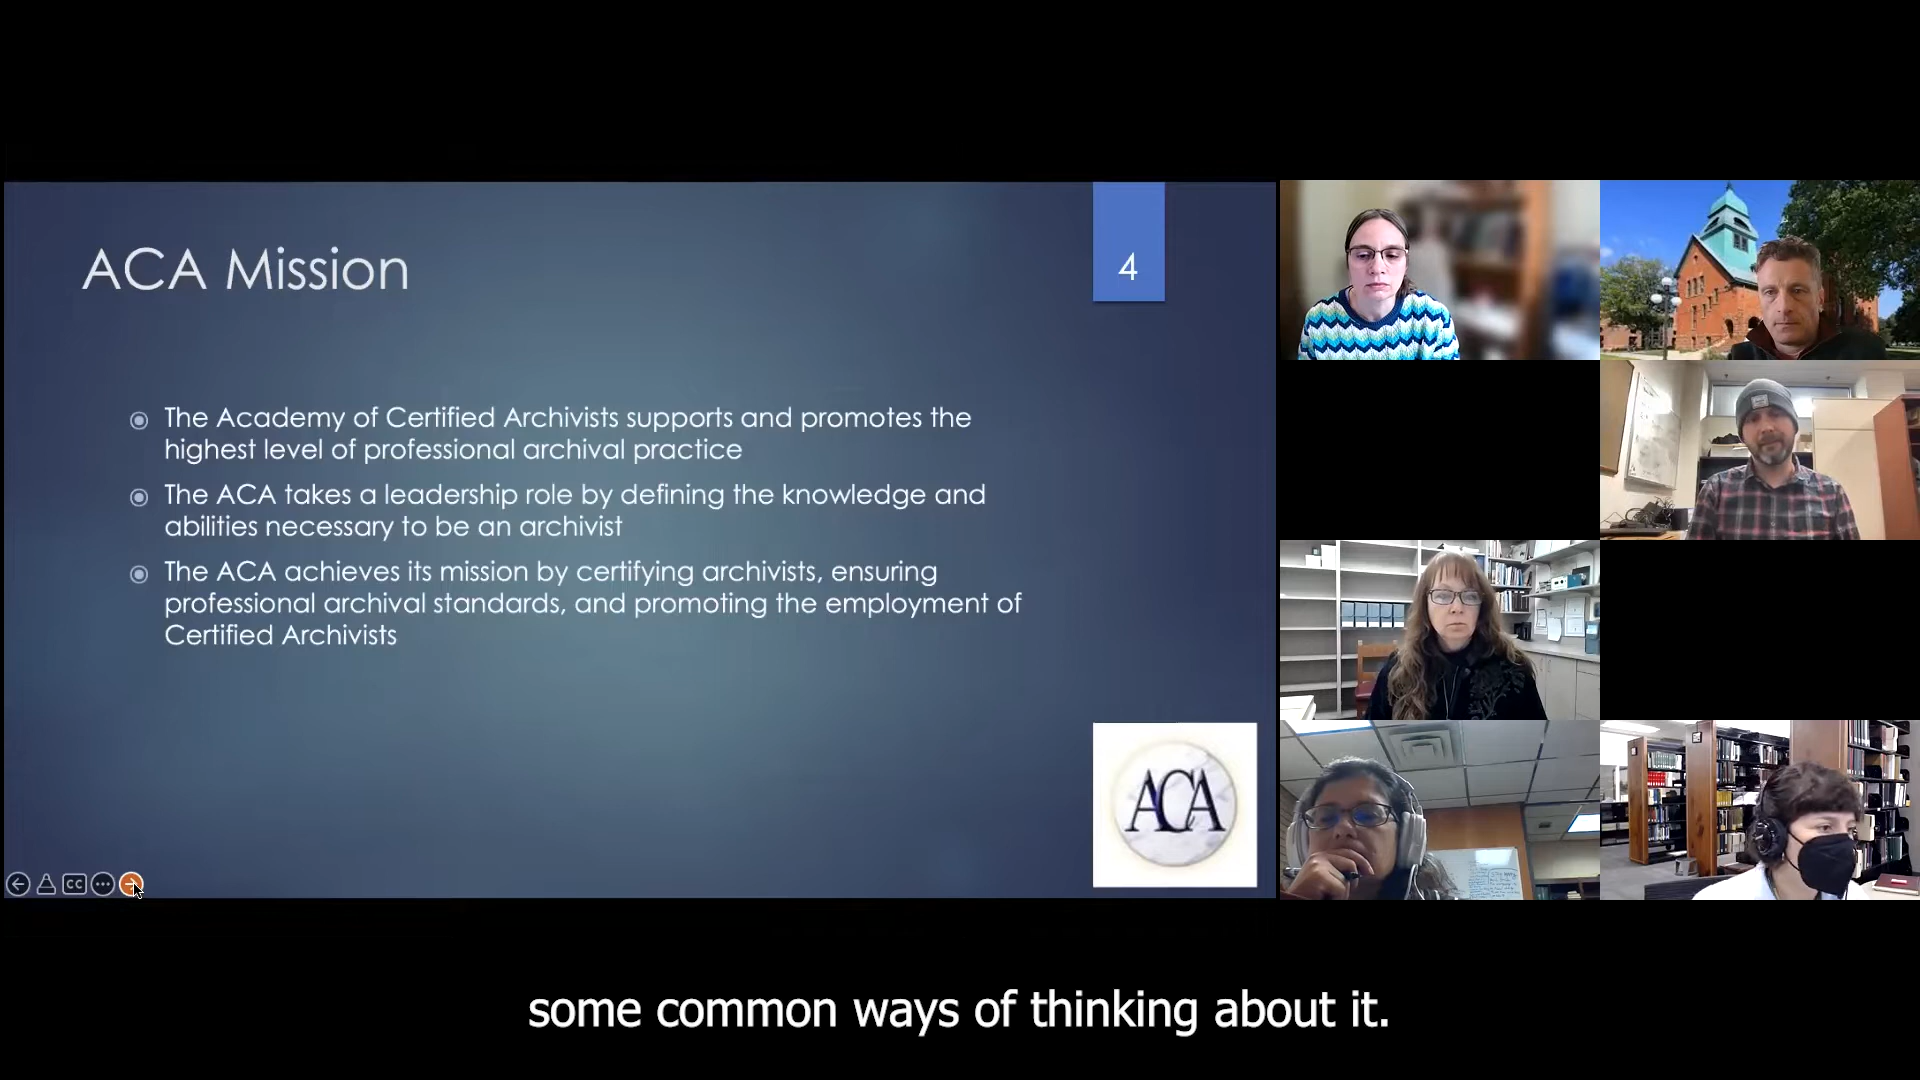 ACA Mission
4
The Academy of Certified Archivists supports and promotes the
highest level of professional archival practice
The ACA takes a leadership role by defining the knowledge and
abilities necessary to be an archivist
The ACA achieves its mission by certifying archivists, ensuring
professional archival standards, and promoting the employment of
Certified Archivists
ACA
CC
some common ways of thinking about it.